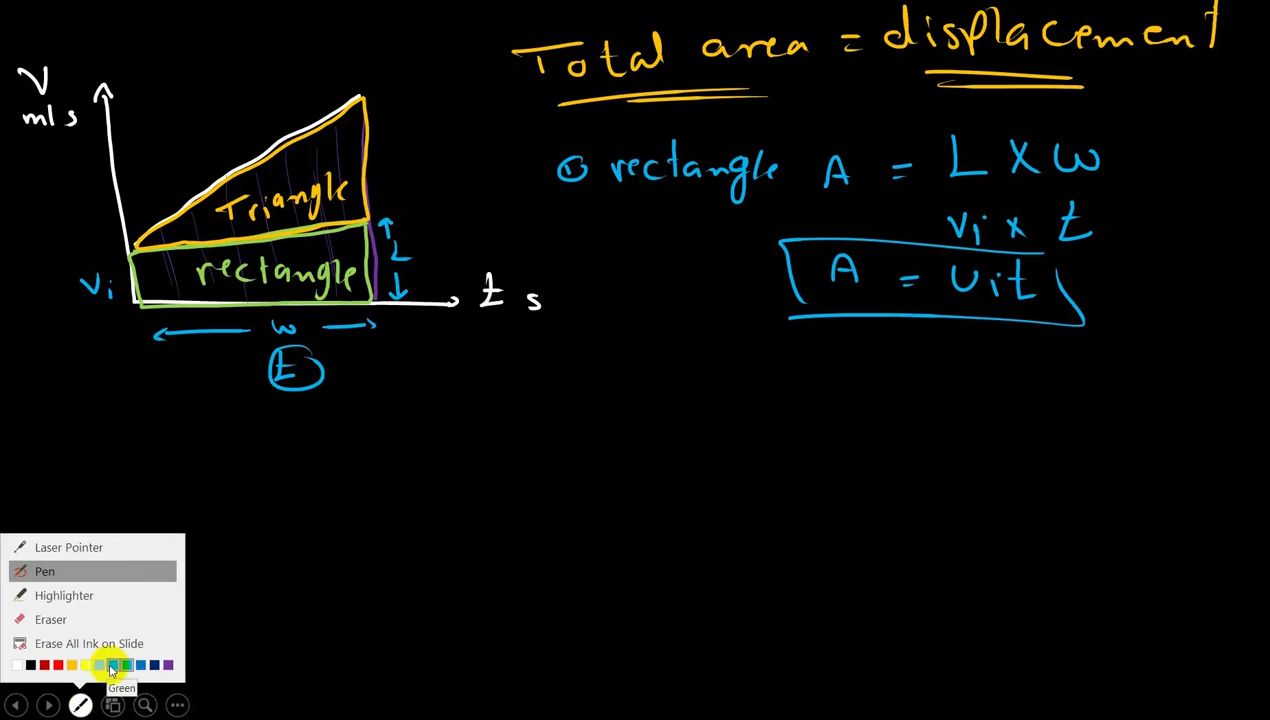 Total area = displacement
V
m/s
① rectangle A = L x w
Triangle
vi x t
rectangle
L
A = vit
vi
t s
w
t
Laser Pointer
Pen
Highlighter
Eraser
Erase All Ink on Slide
Green